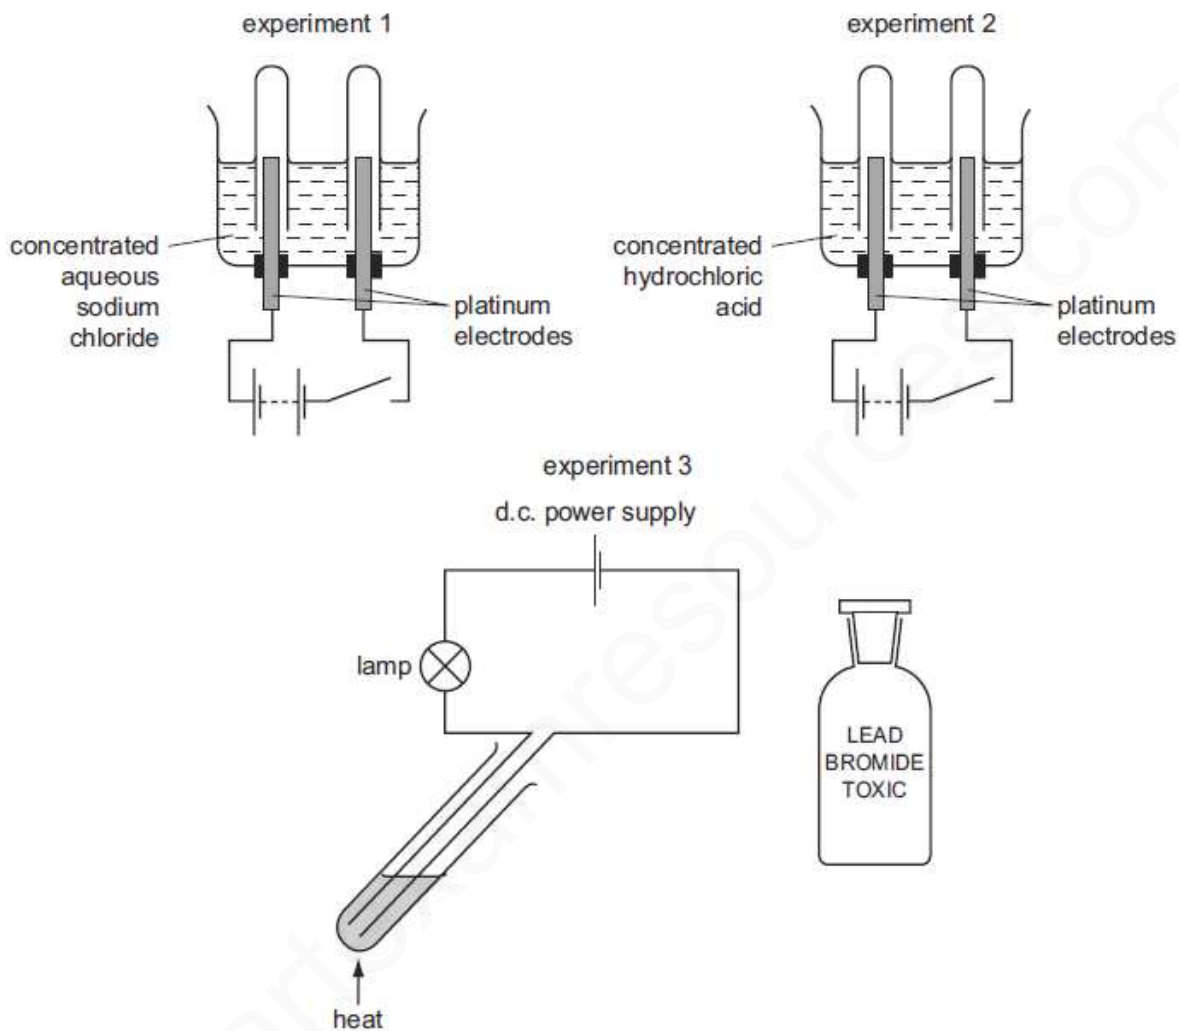 experiment 1
concentrated
aqueous
sodium
chloride
platinum
electrodes
experiment 2
concentrated
hydrochloric
acid
platinum
electrodes
experiment 3
d.c. power supply
lamp
heat
LEAD
BROMIDE
TOXIC